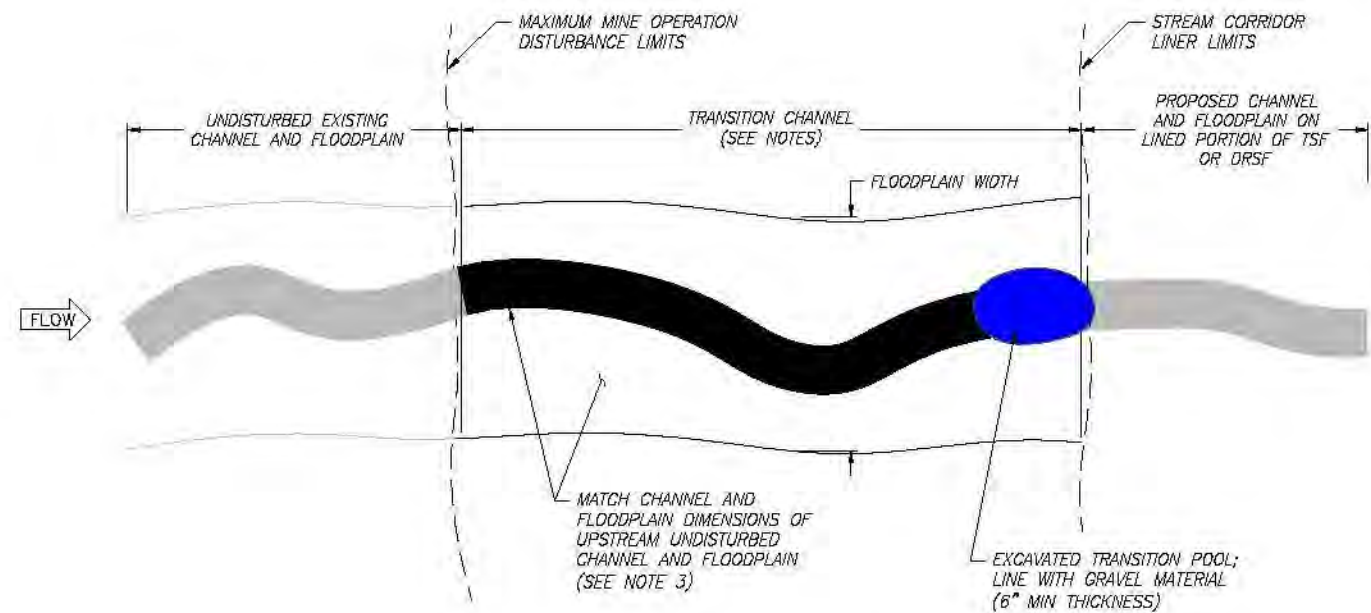 MAXIMUM MINE OPERATION
DISTURBANCE LIMITS
STREAM CORRIDOR
LINER LIMITS
UNDISTURBED EXISTING
CHANNEL AND FLOODPLAIN
TRANSITION CHANNEL
(SEE NOTES)
PROPOSED CHANNEL
AND FLOODPLAIN ON
LINED PORTION OF TSF
OR DRSF
FLOODPLAIN WIDTH
FLOW
MATCH CHANNEL AND
FLOODPLAIN DIMENSIONS OF
UPSTREAM UNDISTURBED
CHANNEL AND FLOODPLAIN
(SEE NOTE 3)
EXCAVATED TRANSITION POOL;
LINE WITH GRAVEL MATERIAL
(6" MIN THICKNESS)